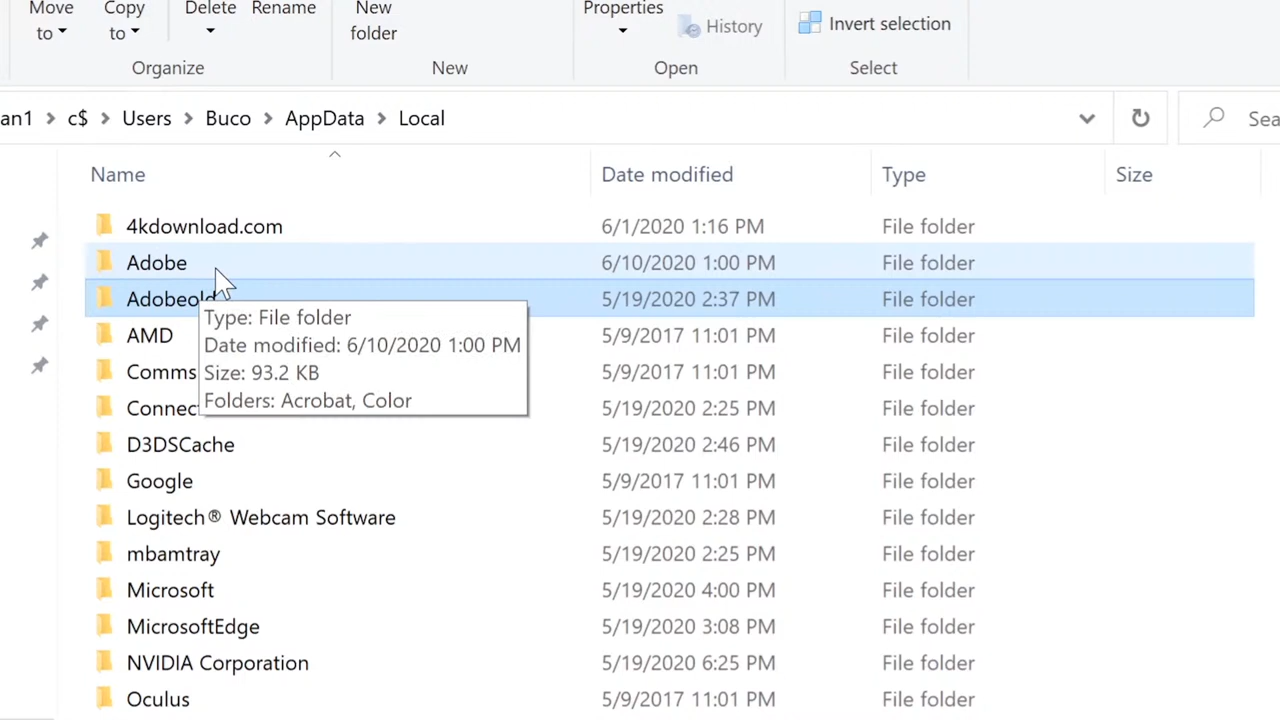 Move to
Copy to
Delete
Rename
New folder
Properties
History
Invert selection
Organize
New
Open
Select
an1 > c$ > Users > Buco > AppData > Local
Sea
Name Date modified Type Size
4kdownload.com 6/1/2020 1:16 PM File folder
Adobe 6/10/2020 1:00 PM File folder
Adobeold 5/19/2020 2:37 PM File folder
Type: File folder
Date modified: 6/10/2020 1:00 PM
Size: 93.2 KB
Folders: Acrobat, Color
AMD 5/9/2017 11:01 PM File folder
Comms 5/9/2017 11:01 PM File folder
Connec 5/19/2020 2:25 PM File folder
D3DSCache 5/19/2020 2:46 PM File folder
Google 5/9/2017 11:01 PM File folder
Logitech® Webcam Software 5/19/2020 2:28 PM File folder
mbamtray 5/19/2020 2:25 PM File folder
Microsoft 5/19/2020 4:00 PM File folder
MicrosoftEdge 5/19/2020 3:08 PM File folder
NVIDIA Corporation 5/19/2020 6:25 PM File folder
Oculus 5/9/2017 11:01 PM File folder